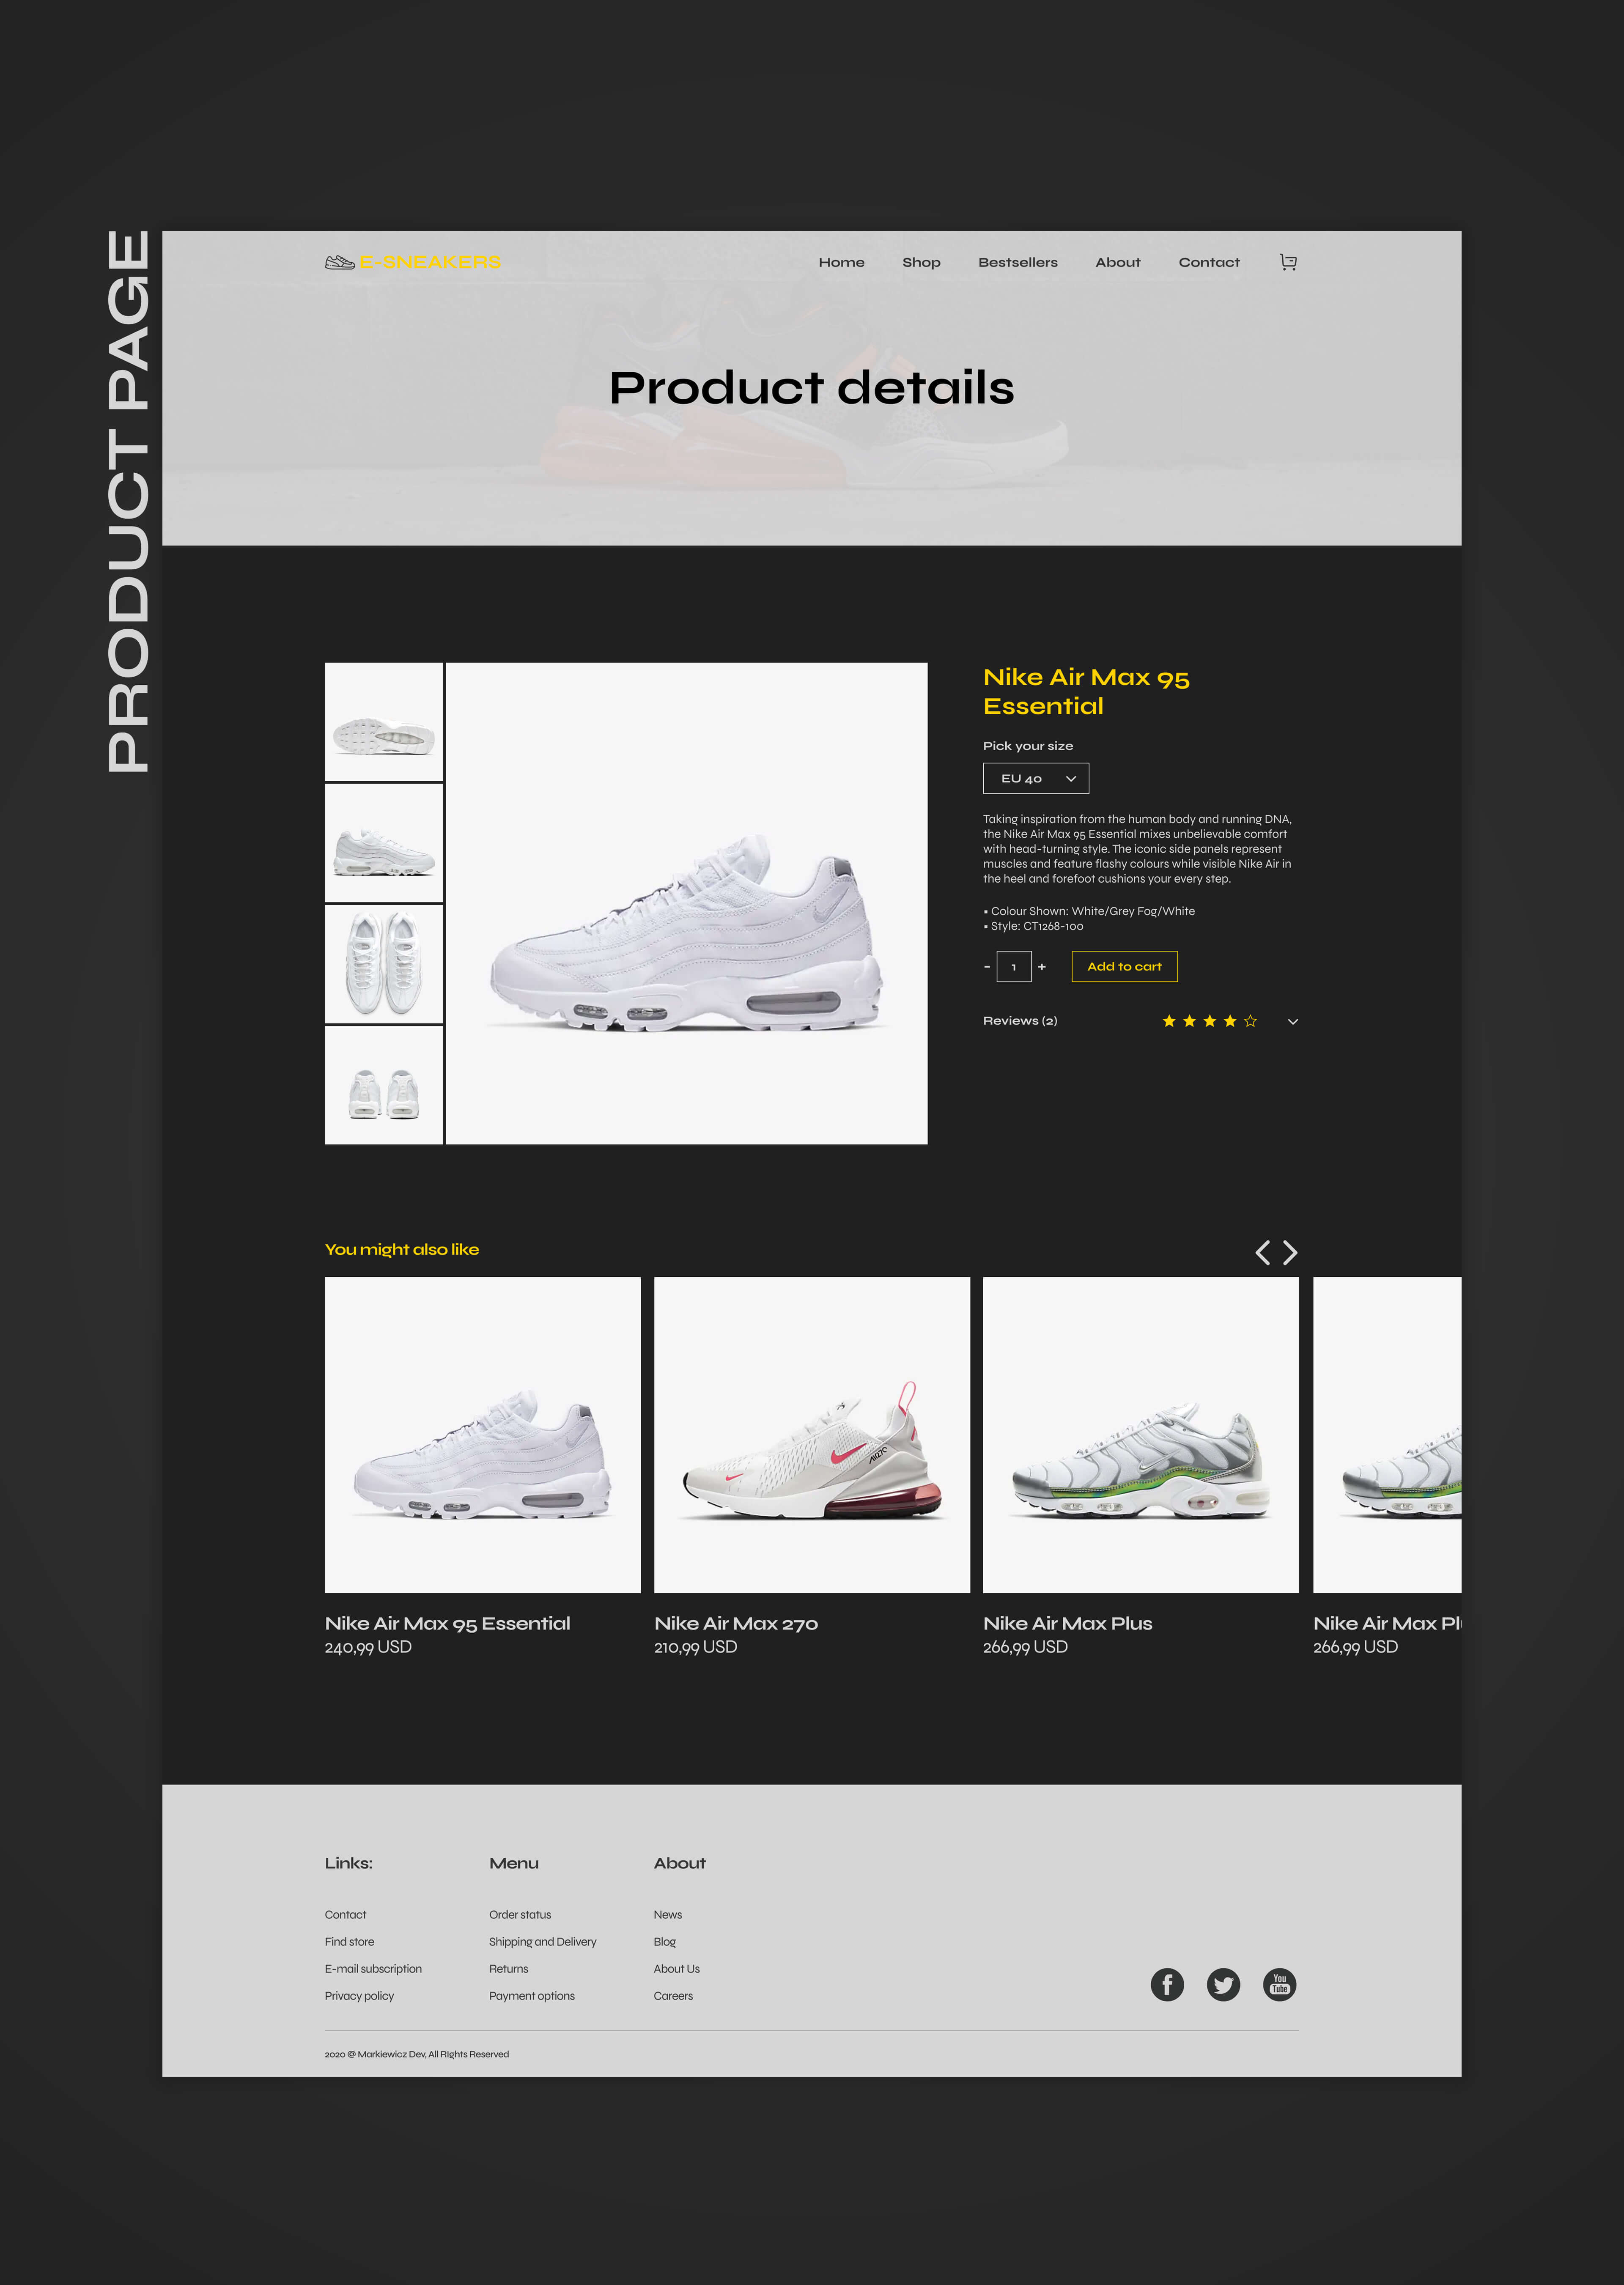 PRODUCT PAGE
E-SNEAKERS
Home Shop Bestsellers About Contact
Product details
Nike Air Max 95
Essential
Pick your size
EU 40
Taking inspiration from the human body and running DNA,
the Nike Air Max 95 Essential mixes unbelievable comfort
with head-turning style. The iconic side panels represent
muscles and feature flashy colours while visible Nike Air in
the heel and forefoot cushions your every step.
▪ Colour Shown: White/Grey Fog/White
▪ Style: CT1268-100
- 1 + Add to cart
Reviews (2)
You might also like
Nike Air Max 95 Essential
240,99 USD
Nike Air Max 270
210,99 USD
Nike Air Max Plus
266,99 USD
Nike Air Max Plu
266,99 USD
Links:
Contact
Find store
E-mail subscription
Privacy policy
Menu
Order status
Shipping and Delivery
Returns
Payment options
About
News
Blog
About Us
Careers
You
Tube
2020 @ Markiewicz Dev, All RIghts Reserved